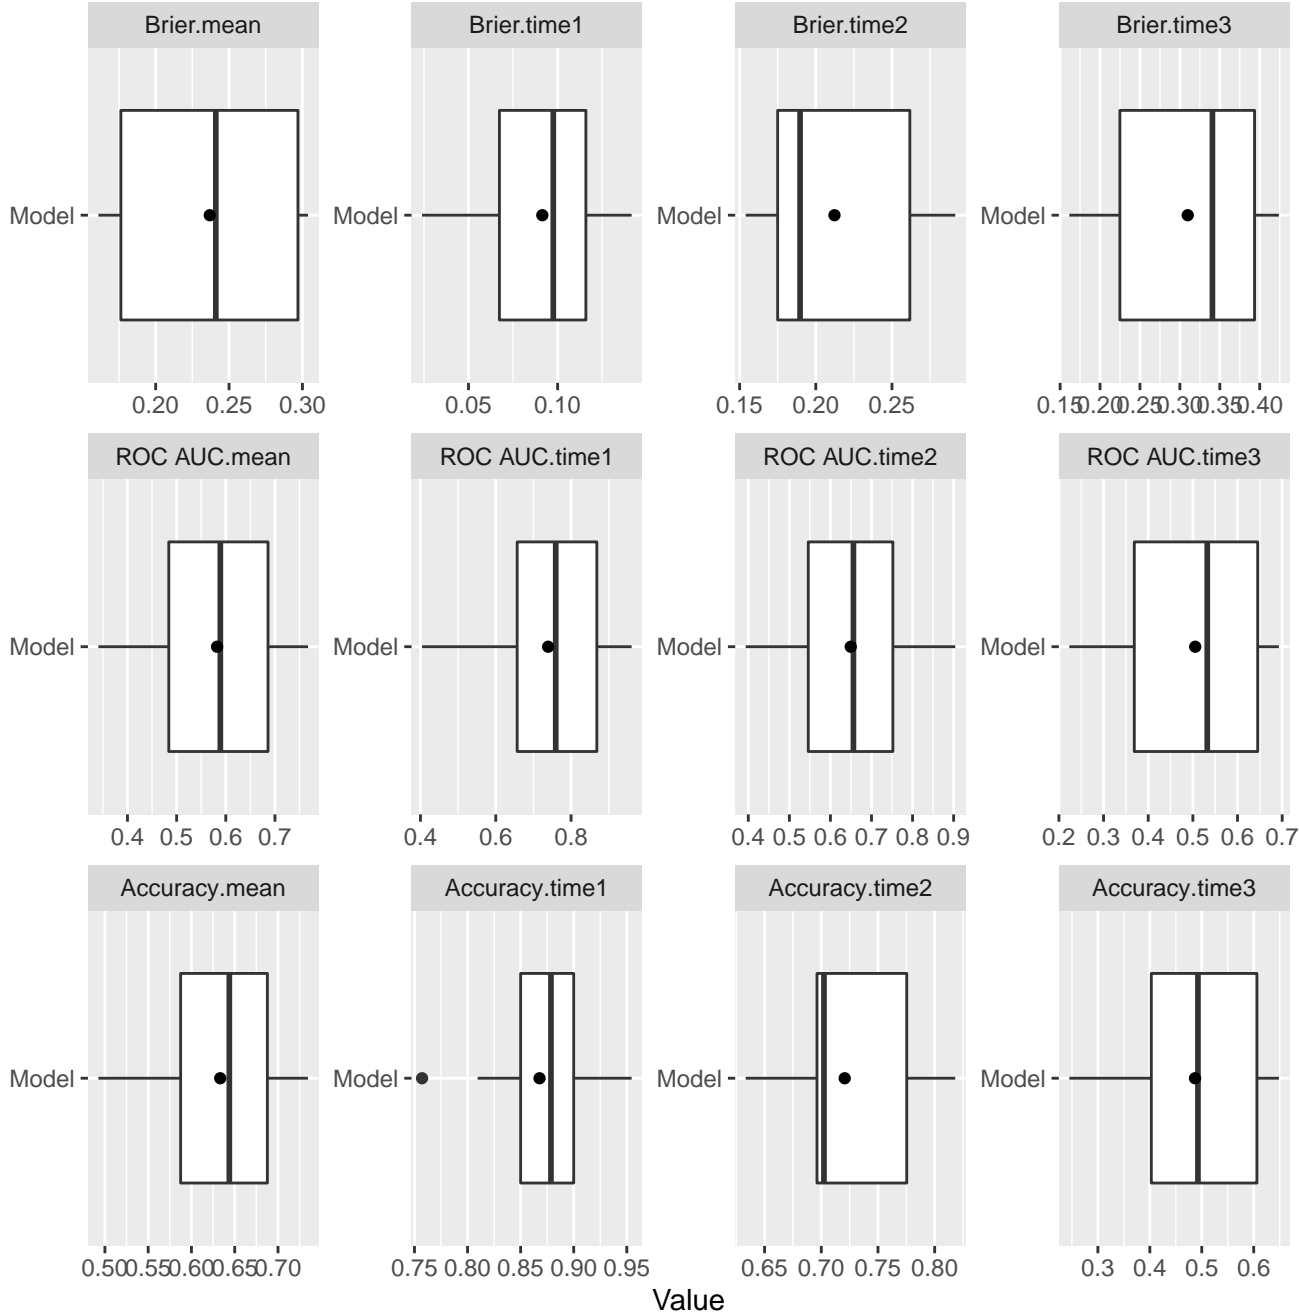 Brier.mean Brier.time1 Brier.time2 Brier.time3
Model Model Model Model
0.20 0.25 0.30 0.05 0.10 0.15 0.20 0.25 0.15 0.20 0.25 0.30 0.35 0.40
ROC AUC.mean ROC AUC.time1 ROC AUC.time2 ROC AUC.time3
Model Model Model Model
0.4 0.5 0.6 0.7 0.4 0.6 0.8 0.4 0.5 0.6 0.7 0.8 0.9 0.2 0.3 0.4 0.5 0.6 0.7
Accuracy.mean Accuracy.time1 Accuracy.time2 Accuracy.time3
Model Model Model Model
0.50 0.55 0.60 0.65 0.70 0.75 0.80 0.85 0.90 0.95 0.65 0.70 0.75 0.80 0.3 0.4 0.5 0.6
Value